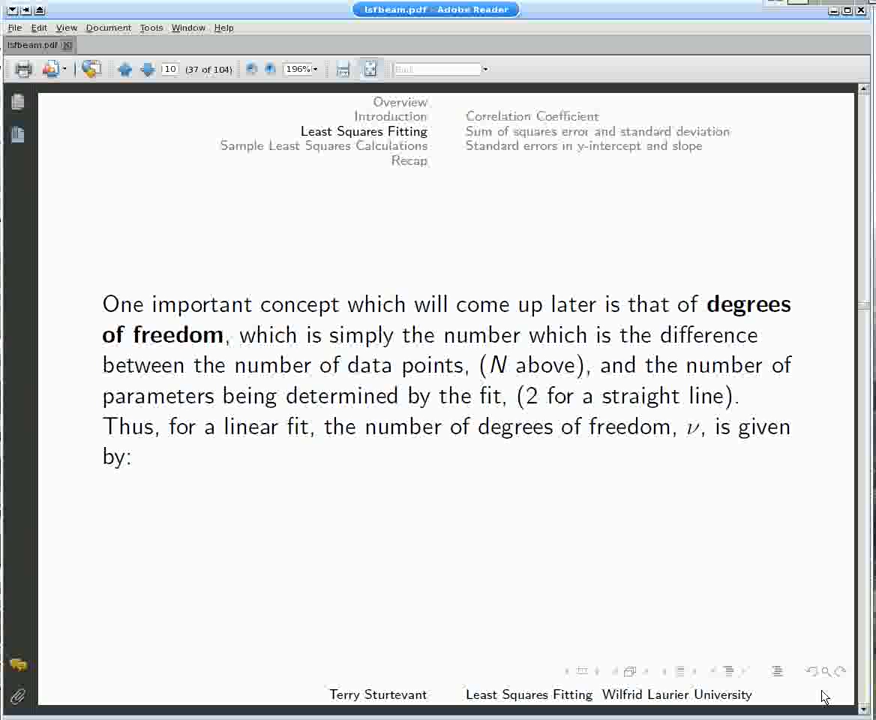 lsfbeam.pdf - Adobe Reader
File Edit View Document Tools Window Help
lsfbeam.pdf
10 (37 of 104) 196% Find
Overview
Introduction Correlation Coefficient
Least Squares Fitting Sum of squares error and standard deviation
Sample Least Squares Calculations Standard errors in y-intercept and slope
Recap
One important concept which will come up later is that of degrees
of freedom, which is simply the number which is the difference
between the number of data points, (N above), and the number of
parameters being determined by the fit, (2 for a straight line).
Thus, for a linear fit, the number of degrees of freedom, ν, is given
by:
Terry Sturtevant Least Squares Fitting Wilfrid Laurier University